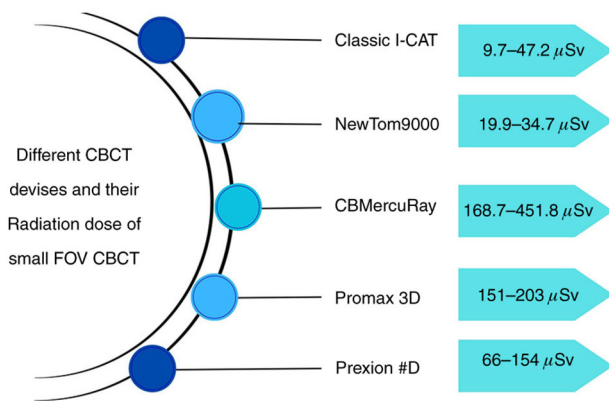 Different CBCT
devises and their
Radiation dose of
small FOV CBCT
Classic I-CAT
9.7–47.2 μSv
NewTom9000
19.9–34.7 μSv
CBMercuRay
168.7–451.8 μSv
Promax 3D
151–203 μSv
Prexion #D
66–154 μSv